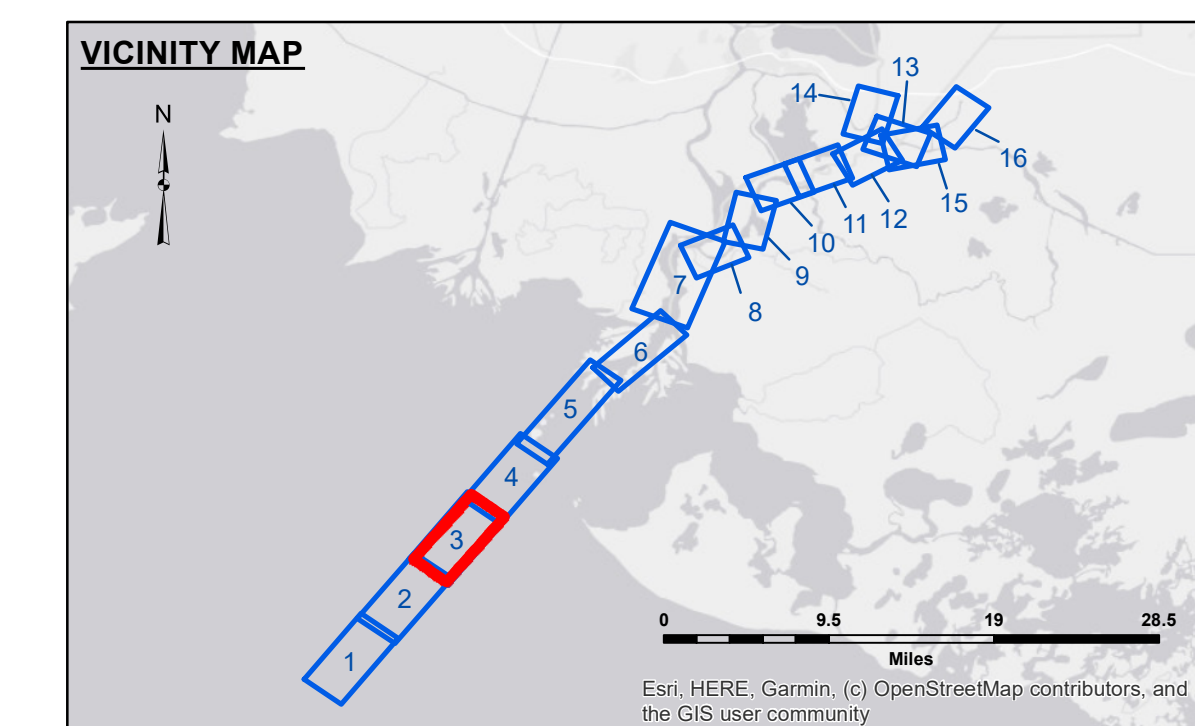 VICINITY MAP
N
13
14
16
15
12
11
10
9
8
7
6
5
4
3
2
1
0 9.5 19 28.5
Miles
Esri, HERE, Garmin, (c) OpenStreetMap contributors, and
the GIS user community